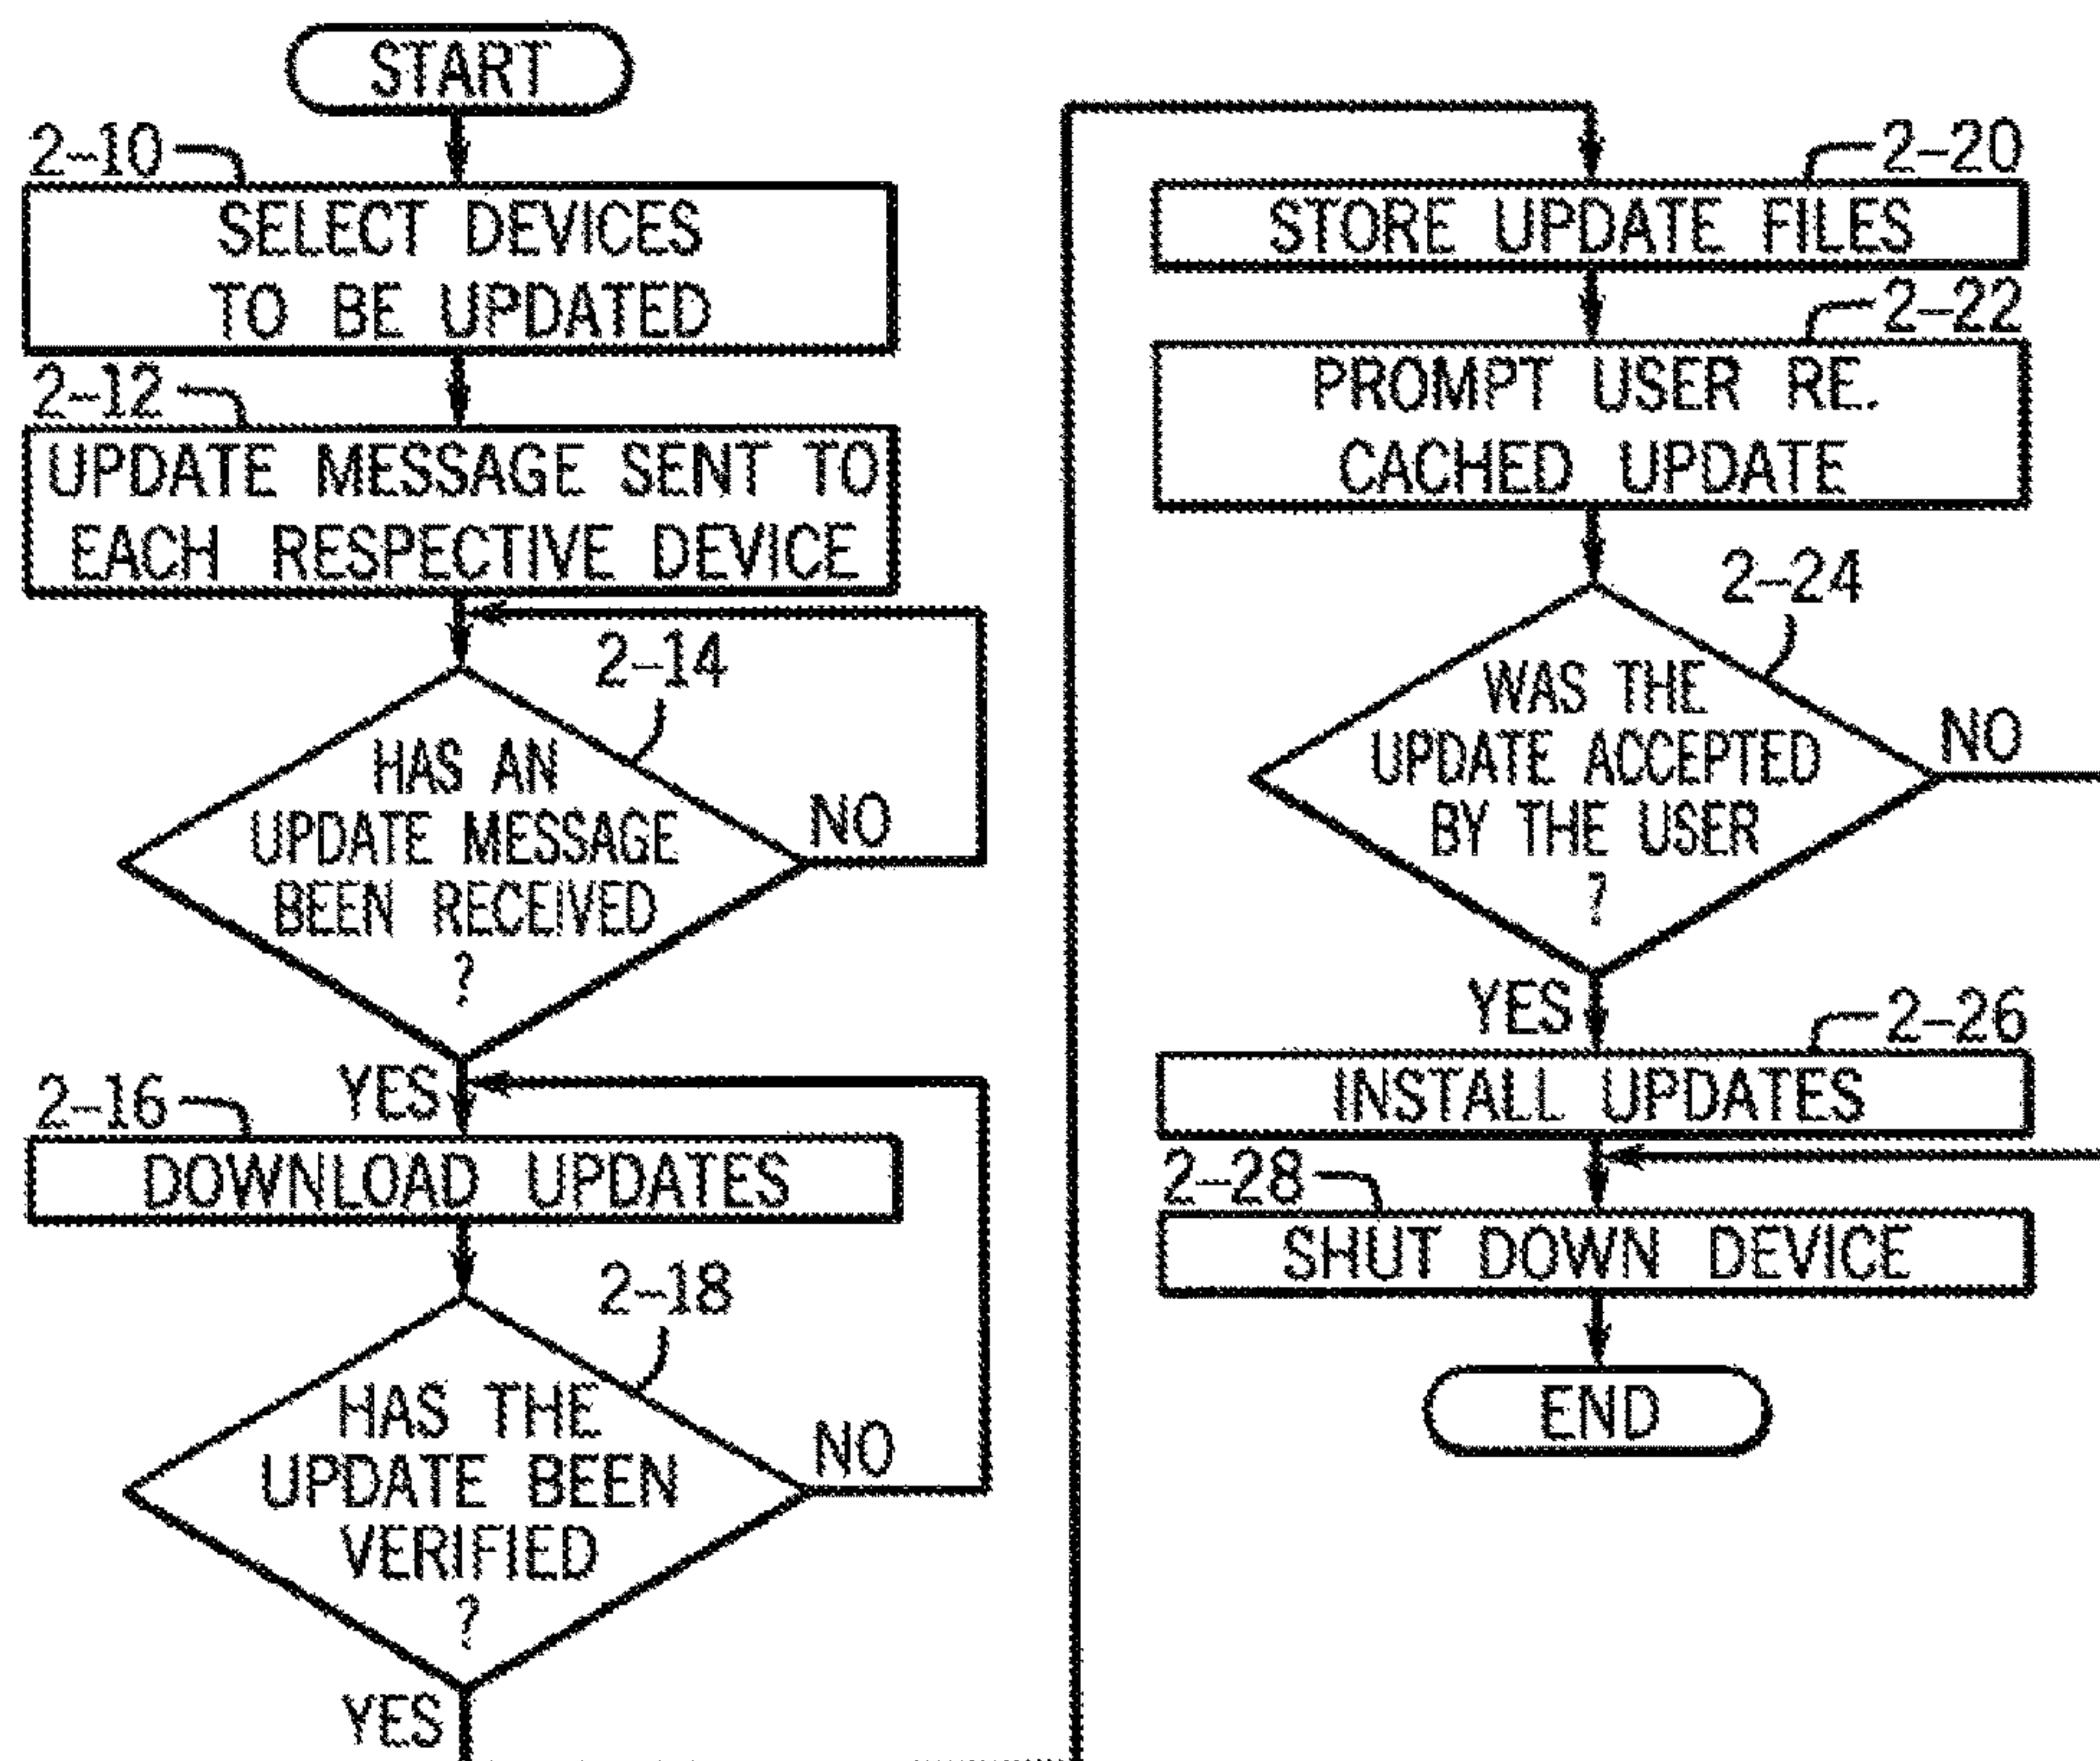 START
2-10
SELECT DEVICES
TO BE UPDATED
2-12
UPDATE MESSAGE SENT TO
EACH RESPECTIVE DEVICE
2-14
HAS AN
UPDATE MESSAGE
BEEN RECEIVED
?
NO
YES
2-16
DOWNLOAD UPDATES
2-18
HAS THE
UPDATE BEEN
VERIFIED
?
NO
YES
2-20
STORE UPDATE FILES
2-22
PROMPT USER RE.
CACHED UPDATE
2-24
WAS THE
UPDATE ACCEPTED
BY THE USER
?
NO
YES
2-26
INSTALL UPDATES
2-28
SHUT DOWN DEVICE
END